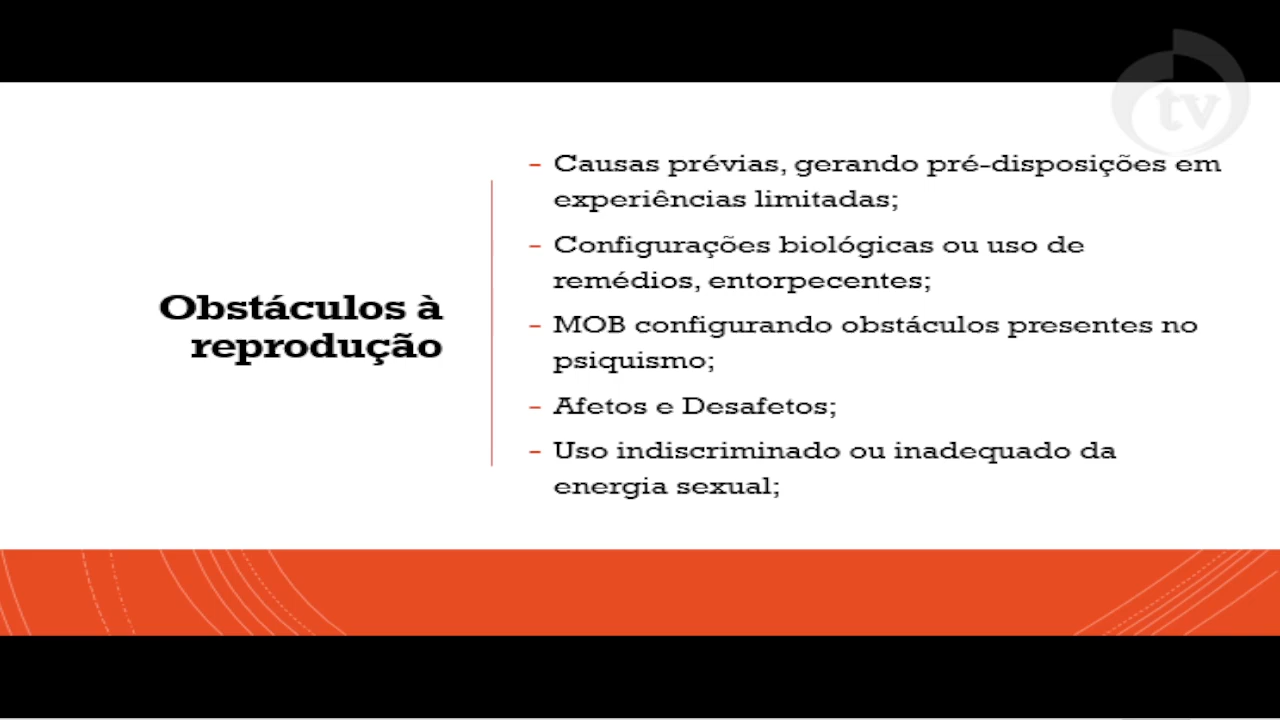 tv
Causas prévias, gerando pré-disposições em
experiências limitadas;
Configurações biológicas ou uso de
remédios, entorpecentes;
MOB configurando obstáculos presentes no
psiquismo;
Afetos e Desafetos;
Uso indiscriminado ou inadequado da
energia sexual;
Obstáculos à
reprodução